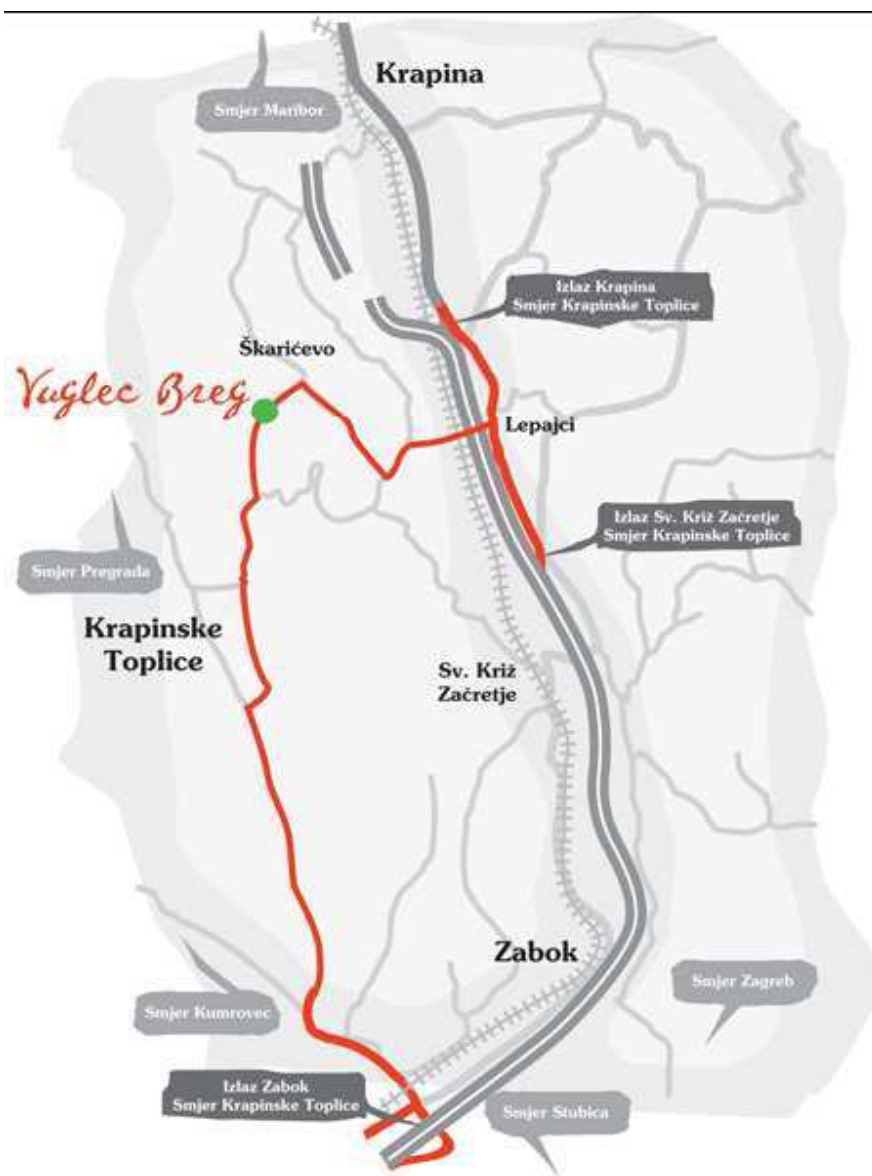 Krapina
Smjer Maribor
Izlaz Krapina
Smjer Krapinske Toplice
Škarićevo
Vuglec Breg
Lepajci
Izlaz Sv. Križ Začretje
Smjer Krapinske Toplice
Smjer Pregrada
Krapinske
Toplice
Sv. Križ
Začretje
Zabok
Smjer Zagreb
Smjer Kumrovec
Izlaz Zabok
Smjer Krapinske Toplice
Smjer Stubica